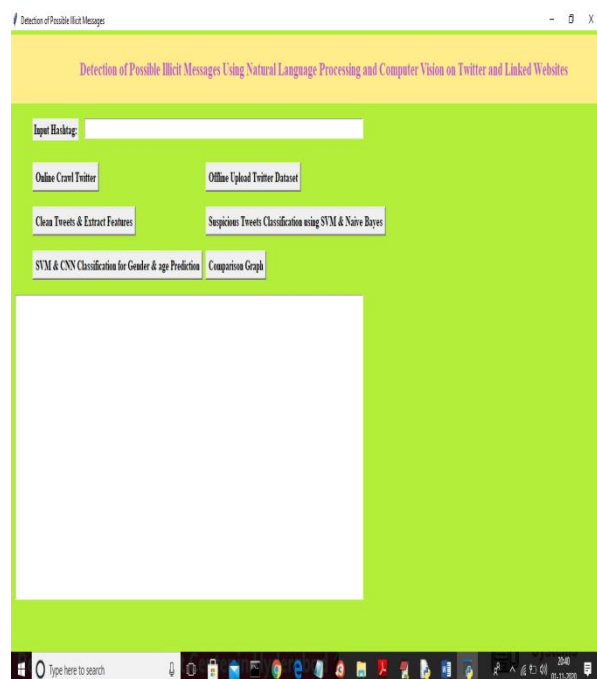 Detection of Possible Illicit Messages
Detection of Possible Illicit Messages Using Natural Language Processing and Computer Vision on Twitter and Linked Websites
Input Hashtag:
Online Crawl Twitter
Offline Upload Twitter Dataset
Clean Tweets & Extract Features
Suspicious Tweets Classification using SVM & Naive Bayes
SVM & CNN Classification for Gender & age Prediction
Comparison Graph
Type here to search
20:40
01-11-2020